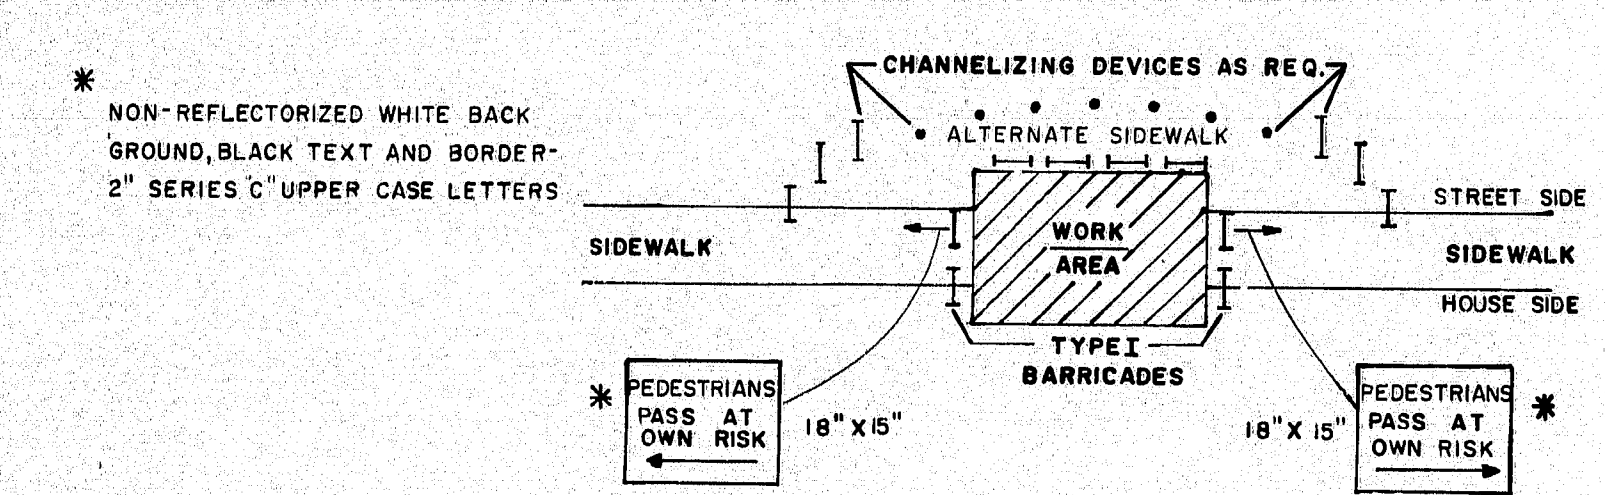 *
NON-REFLECTORIZED WHITE BACK
GROUND, BLACK TEXT AND BORDER-
2" SERIES "C" UPPER CASE LETTERS
CHANNELIZING DEVICES AS REQ.
ALTERNATE SIDEWALK
STREET SIDE
SIDEWALK
WORK
AREA
SIDEWALK
HOUSE SIDE
TYPE I
BARRICADES
* PEDESTRIANS
PASS AT
OWN RISK
18" X 15"
18" X 15"
PEDESTRIANS *
PASS AT
OWN RISK